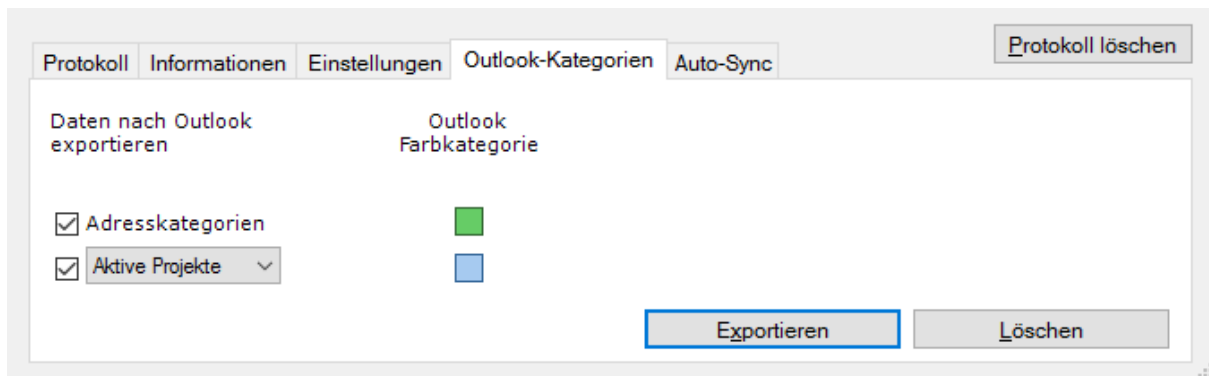 Protokoll löschen
Protokoll Informationen Einstellungen Outlook-Kategorien Auto-Sync
Daten nach Outlook
exportieren
Outlook
Farbkategorie
Adresskategorien
Aktive Projekte
Exportieren Löschen